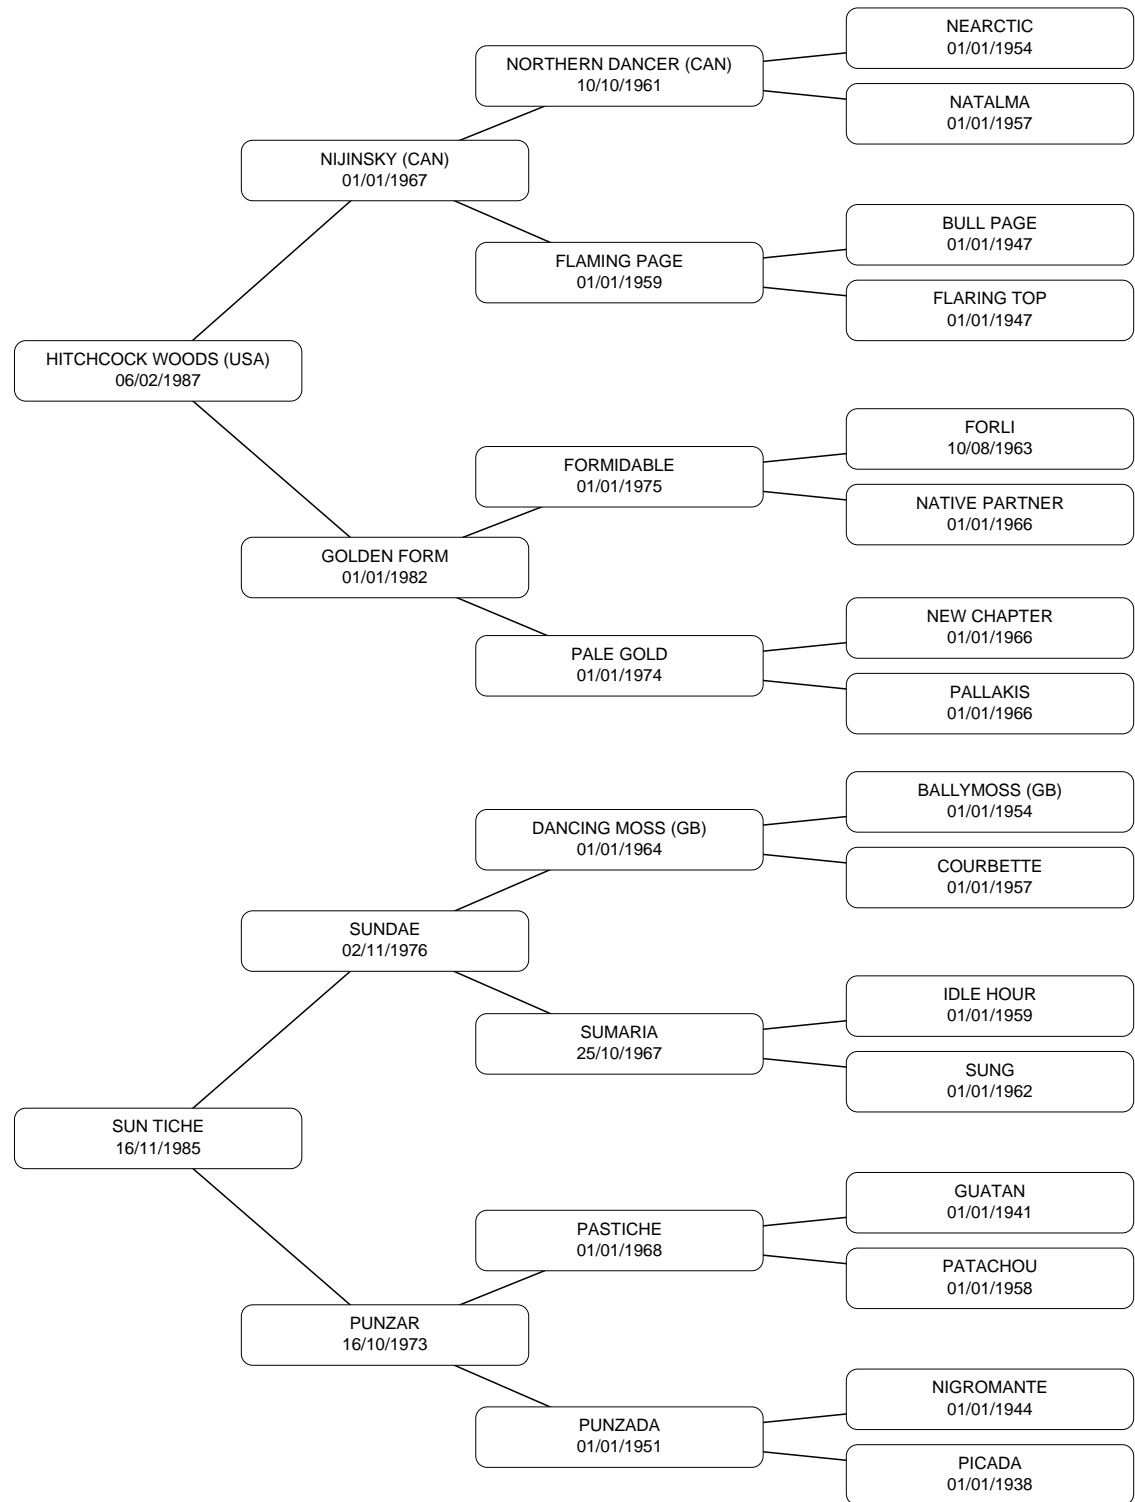 NEARCTIC
01/01/1954
NORTHERN DANCER (CAN)
10/10/1961
NATALMA
01/01/1957
NIJINSKY (CAN)
01/01/1967
BULL PAGE
01/01/1947
FLAMING PAGE
01/01/1959
FLARING TOP
01/01/1947
HITCHCOCK WOODS (USA)
06/02/1987
FORLI
10/08/1963
FORMIDABLE
01/01/1975
NATIVE PARTNER
01/01/1966
GOLDEN FORM
01/01/1982
NEW CHAPTER
01/01/1966
PALE GOLD
01/01/1974
PALLAKIS
01/01/1966
BALLYMOSS (GB)
01/01/1954
DANCING MOSS (GB)
01/01/1964
COURBETTE
01/01/1957
SUNDAE
02/11/1976
IDLE HOUR
01/01/1959
SUMARIA
25/10/1967
SUNG
01/01/1962
SUN TICHE
16/11/1985
GUATAN
01/01/1941
PASTICHE
01/01/1968
PATACHOU
01/01/1958
PUNZAR
16/10/1973
NIGROMANTE
01/01/1944
PUNZADA
01/01/1951
PICADA
01/01/1938